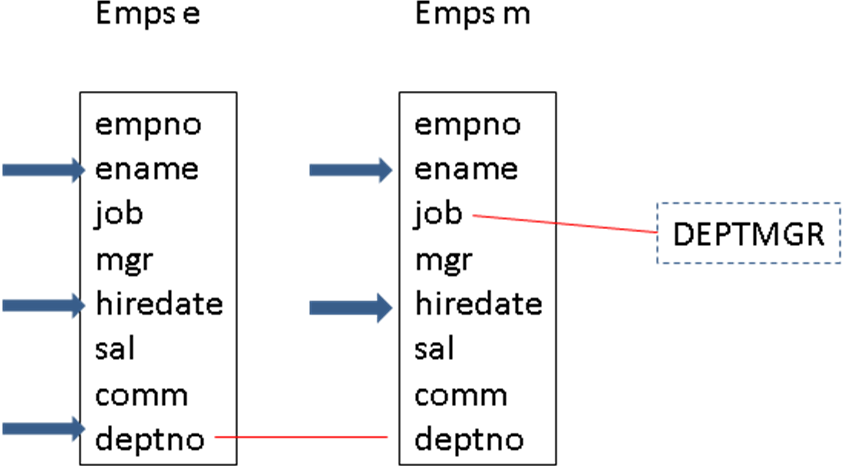 Emps e
Emps m
empno
ename
job
mgr
hiredate
sal
comm
deptno
empno
ename
job
mgr
hiredate
sal
comm
deptno
DEPTMGR